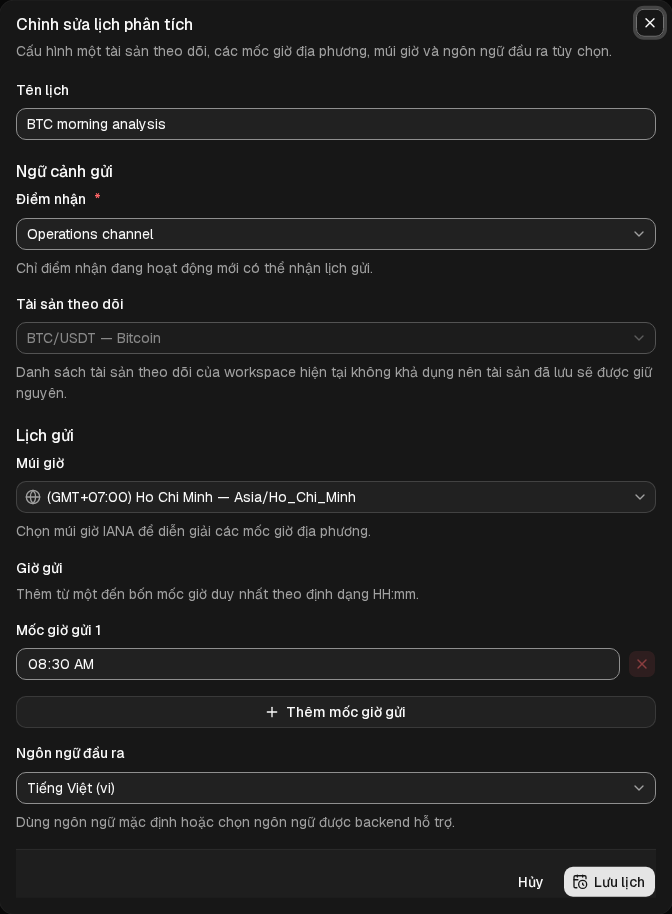 Chỉnh sửa lịch phân tích
Cấu hình một tài sản theo dõi, các mốc giờ địa phương, múi giờ và ngôn ngữ đầu ra tùy chọn.
Tên lịch
BTC morning analysis
Ngữ cảnh gửi
Điểm nhận *
Operations channel
Chỉ điểm nhận đang hoạt động mới có thể nhận lịch gửi.
Tài sản theo dõi
BTC/USDT — Bitcoin
Danh sách tài sản theo dõi của workspace hiện tại không khả dụng nên tài sản đã lưu sẽ được giữ
nguyên.
Lịch gửi
Múi giờ
(GMT+07:00) Ho Chi Minh — Asia/Ho_Chi_Minh
Chọn múi giờ IANA để diễn giải các mốc giờ địa phương.
Giờ gửi
Thêm từ một đến bốn mốc giờ duy nhất theo định dạng HH:mm.
Mốc giờ gửi 1
08:30 AM
Thêm mốc giờ gửi
Ngôn ngữ đầu ra
Tiếng Việt (vi)
Dùng ngôn ngữ mặc định hoặc chọn ngôn ngữ được backend hỗ trợ.
Hủy
Lưu lịch